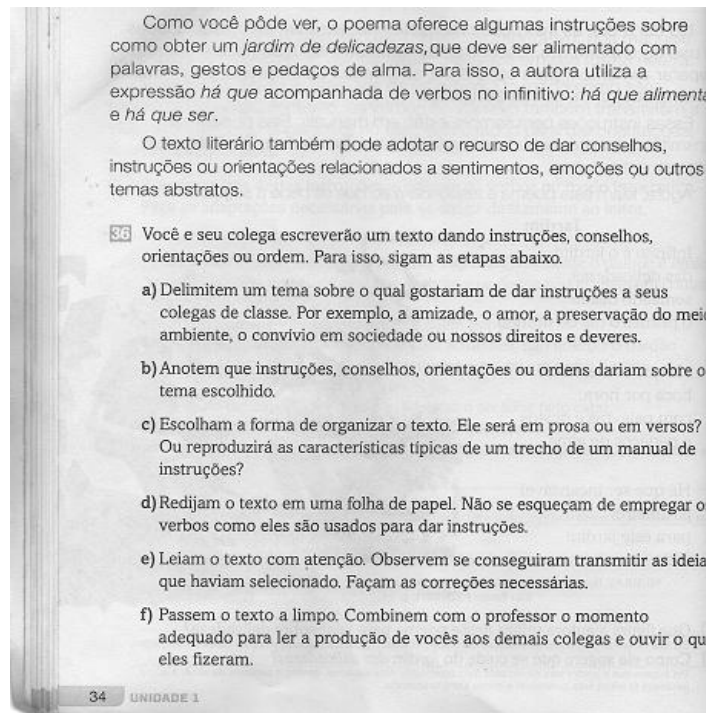 Como você pôde ver, o poema oferece algumas instruções sobre
como obter um jardim de delicadezas, que deve ser alimentado com
palavras, gestos e pedaços de alma. Para isso, a autora utiliza a
expressão há que acompanhada de verbos no infinitivo: há que alimenta
e há que ser.
O texto literário também pode adotar o recurso de dar conselhos,
instruções ou orientações relacionados a sentimentos, emoções ou outros
temas abstratos.
36 Você e seu colega escreverão um texto dando instruções, conselhos,
orientações ou ordem. Para isso, sigam as etapas abaixo.
a) Delimitem um tema sobre o qual gostariam de dar instruções a seus
colegas de classe. Por exemplo, a amizade, o amor, a preservação do meio
ambiente, o convívio em sociedade ou nossos direitos e deveres.
b) Anotem que instruções, conselhos, orientações ou ordens dariam sobre o
tema escolhido.
c) Escolham a forma de organizar o texto. Ele será em prosa ou em versos?
Ou reproduzirá as características típicas de um trecho de um manual de
instruções?
d) Redijam o texto em uma folha de papel. Não se esqueçam de empregar o
verbos como eles são usados para dar instruções.
e) Leiam o texto com atenção. Observem se conseguiram transmitir as ideia
que haviam selecionado. Façam as correções necessárias.
f) Passem o texto a limpo. Combinem com o professor o momento
adequado para ler a produção de vocês aos demais colegas e ouvir o qu
eles fizeram.
34 UNIDADE 1